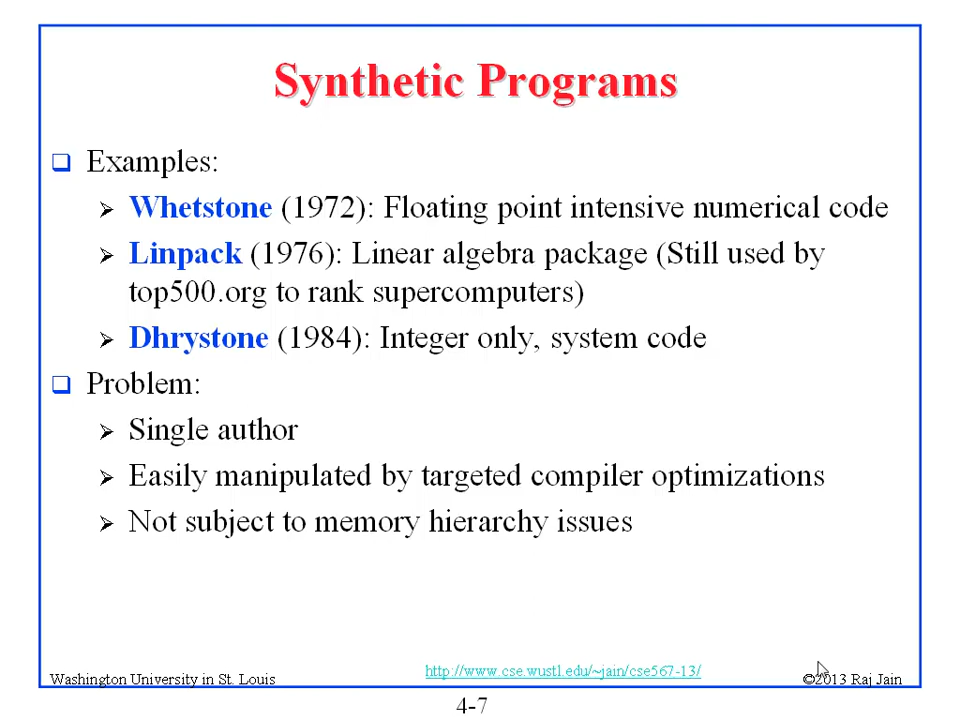 Synthetic Programs
Examples:
Whetstone (1972): Floating point intensive numerical code
Linpack (1976): Linear algebra package (Still used by
top500.org to rank supercomputers)
Dhrystone (1984): Integer only, system code
Problem:
Single author
Easily manipulated by targeted compiler optimizations
Not subject to memory hierarchy issues
Washington University in St. Louis
http://www.cse.wustl.edu/~jain/cse567-13/
©2013 Raj Jain
4-7